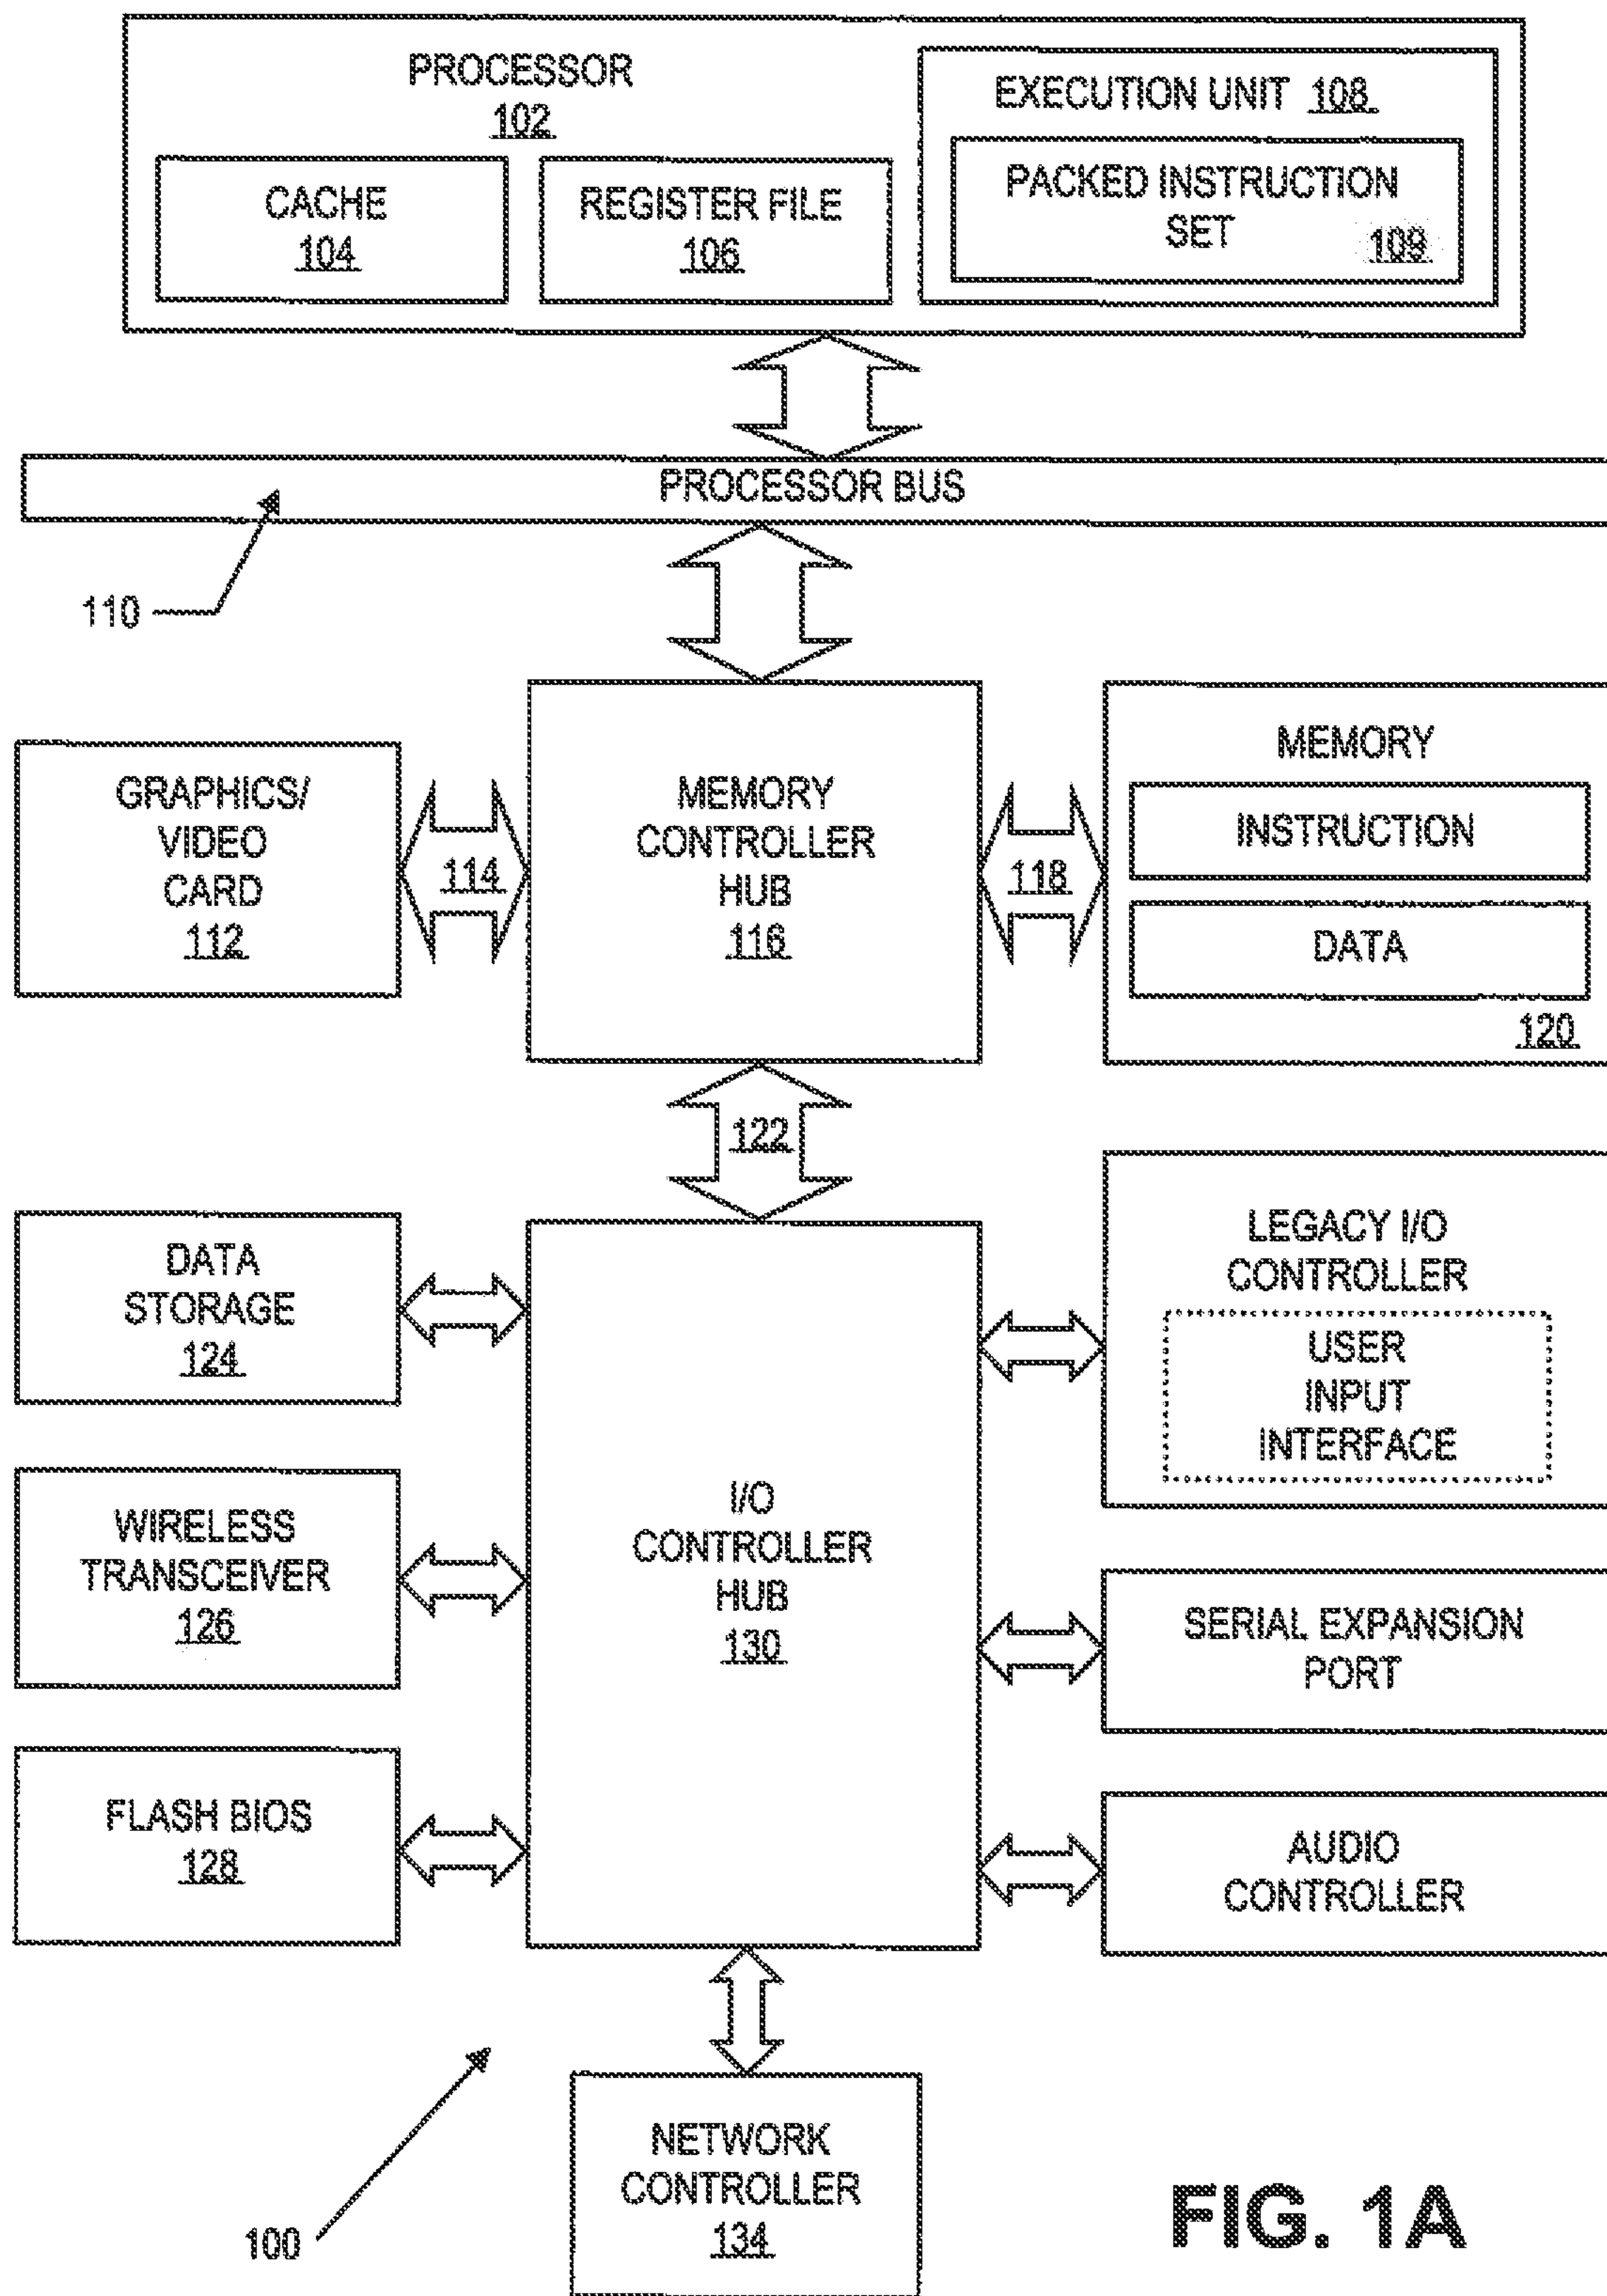 PROCESSOR
102
CACHE
104
REGISTER FILE
106
EXECUTION UNIT 108
PACKED INSTRUCTION
SET 109
PROCESSOR BUS
110
GRAPHICS/
VIDEO
CARD
112
114
MEMORY
CONTROLLER
HUB
116
118
MEMORY
INSTRUCTION
DATA
120
122
DATA
STORAGE
124
WIRELESS
TRANSCEIVER
126
FLASH BIOS
128
I/O
CONTROLLER
HUB
130
LEGACY I/O
CONTROLLER
USER
INPUT
INTERFACE
SERIAL EXPANSION
PORT
AUDIO
CONTROLLER
NETWORK
CONTROLLER
134
100
FIG. 1A